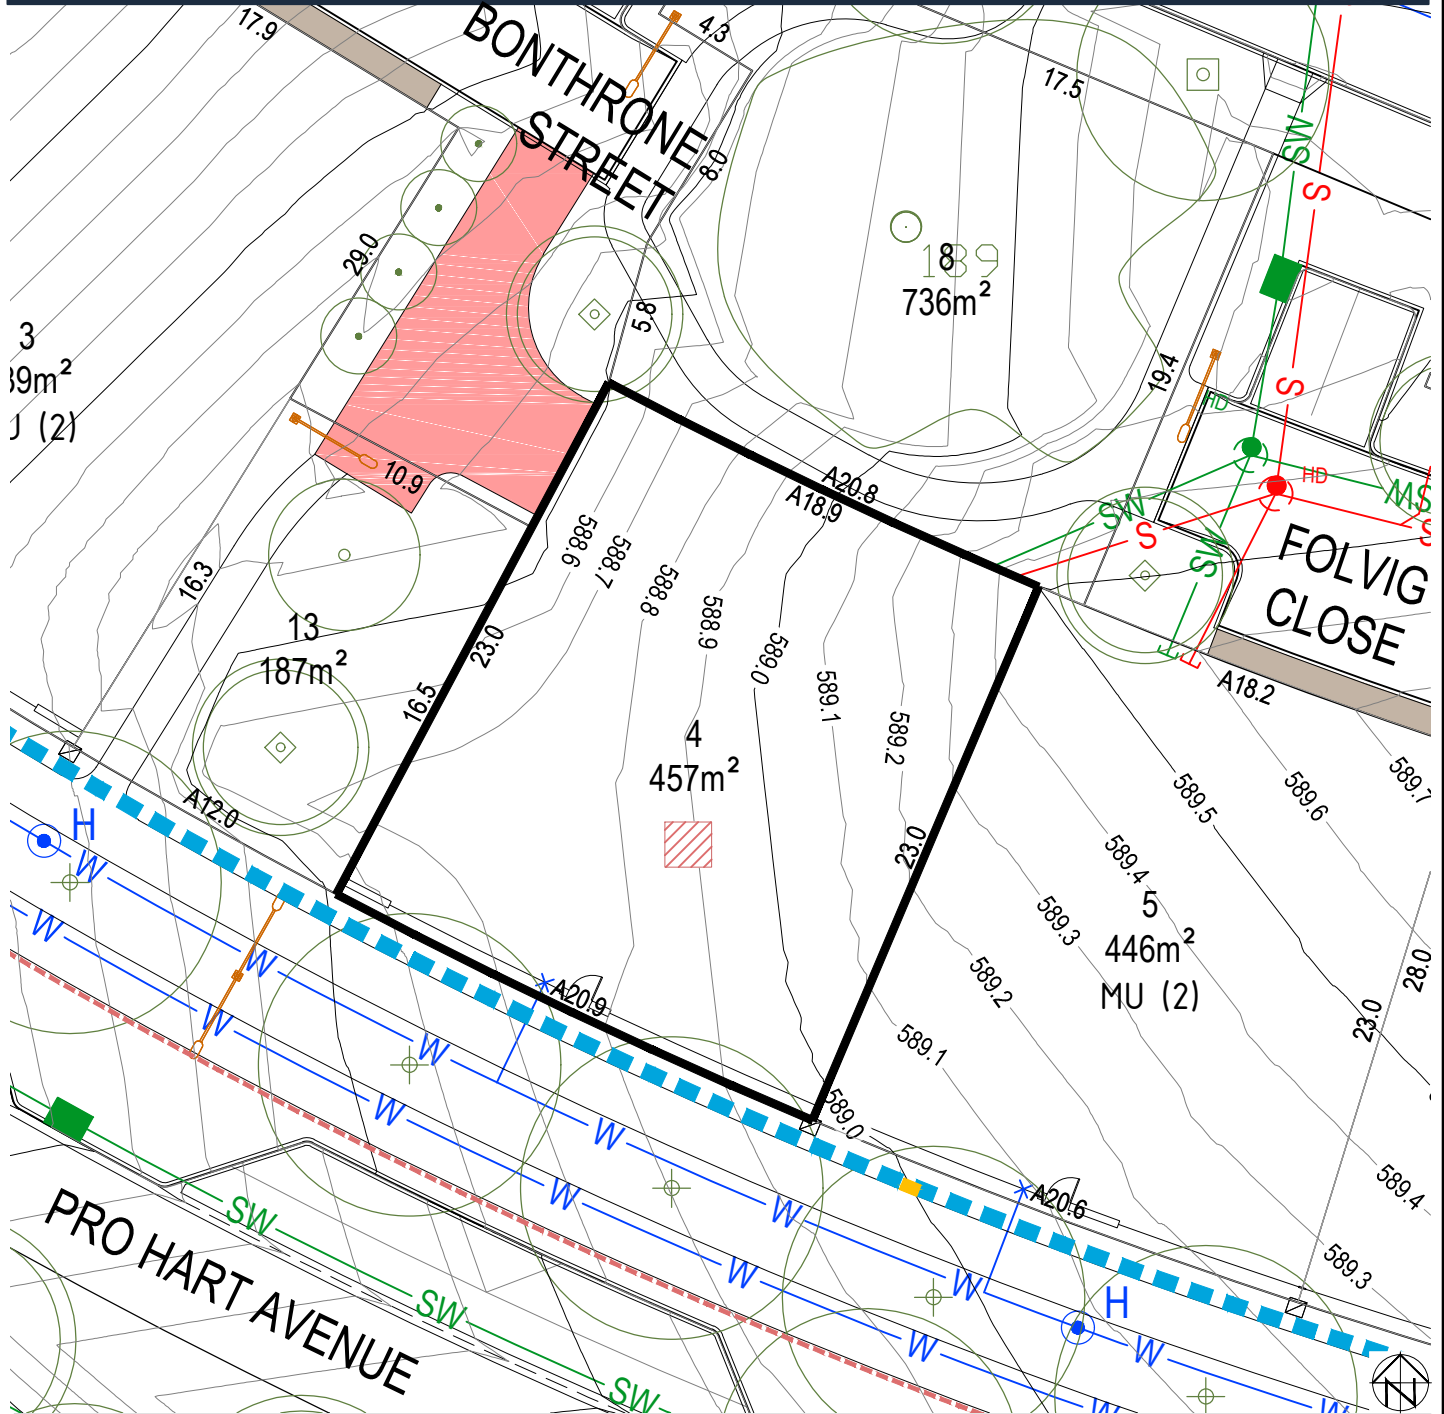 17.9
BONTHRONE
STREET
4.3
17.5
8.0
SW
S
29.0
189
8
736m²
5.8
3
39m²
J (2)
19.4
S
HD
HD
10.9
A20.8
A18.9
SW
S
SW
SW
S
FOLVIG
CLOSE
588.6
588.7
588.8
588.9
589.0
589.1
589.2
16.3
13
187m²
23.0
16.5
4
457m²
A18.2
589.5
589.6
589.7
A12.0
H
W
W
23.0
589.4
589.3
5
446m²
MU (2)
589.2
589.1
28.0
23.0
W
W
W
A20.9
W
W
589.0
W
W
W
W
A20.6
589.4
589.3
H
W
W
W
W
W
PRO HART AVENUE
SW
SW
SW
N